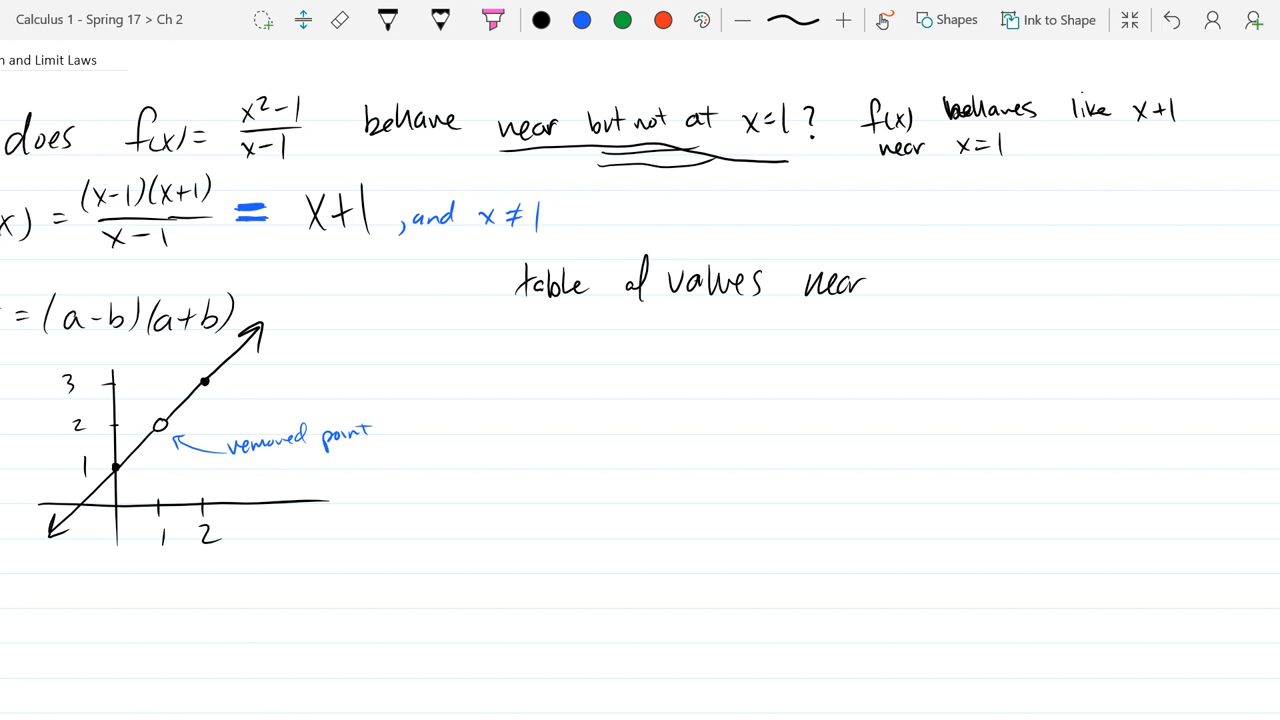 Calculus 1 - Spring 17 > Ch 2
Shapes
Ink to Shape
and Limit Laws
does f(x) = x²-1 / x-1 behave near but not at x=1? f(x) behaves like x+1
near x=1
x) = (x-1)(x+1) / x-1 = x+1 , and x ≠ 1
table of values near
= (a-b)(a+b)
3
2
removed point
1
1 2